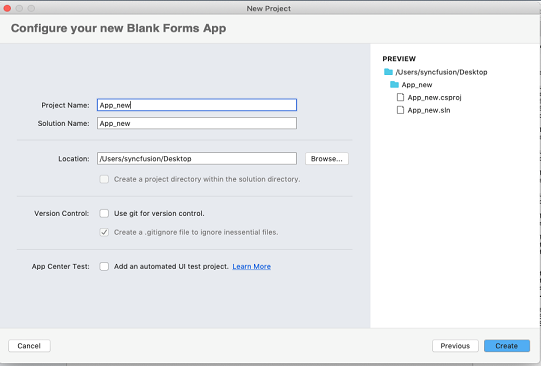 New Project
Configure your new Blank Forms App
Project Name: App_new
Solution Name: App_new
Location: /Users/syncfusion/Desktop Browse...
Create a project directory within the solution directory.
Version Control: Use git for version control.
Create a .gitignore file to ignore inessential files.
App Center Test: Add an automated UI test project. Learn More
PREVIEW
/Users/syncfusion/Desktop
App_new
App_new.csproj
App_new.sln
Cancel Previous Create